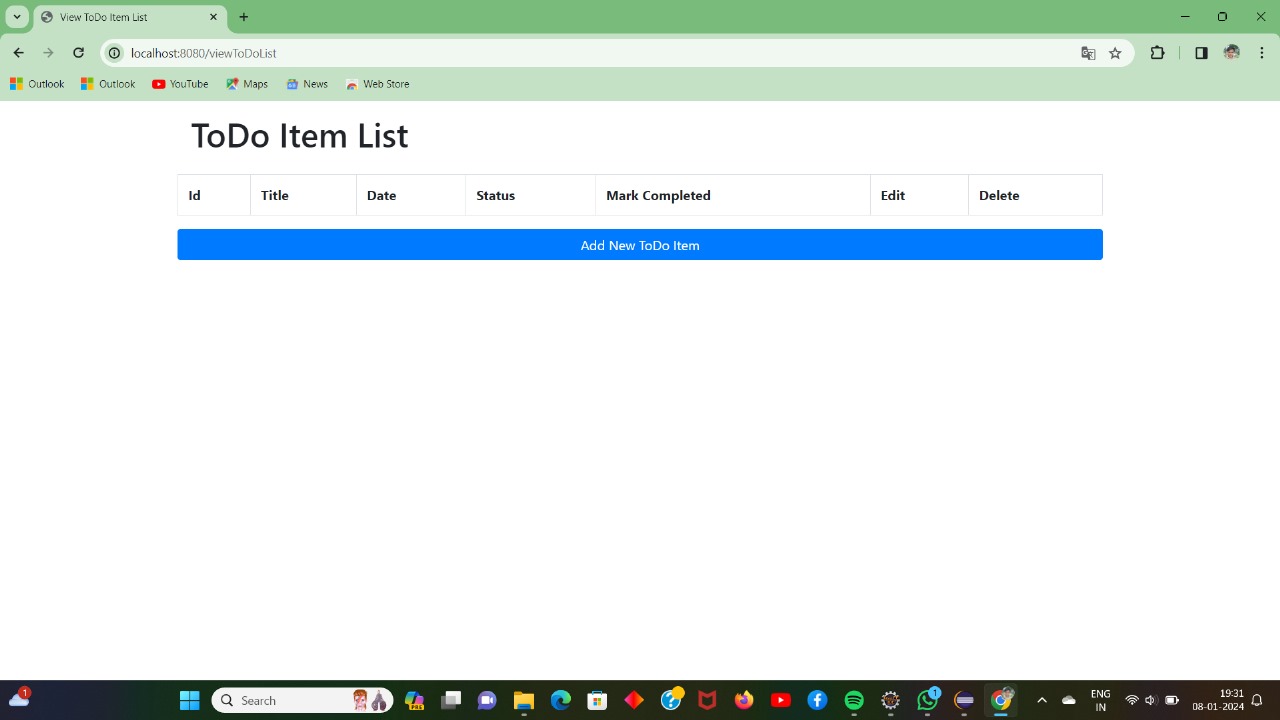 View ToDo Item List
localhost:8080/viewToDoList
Outlook Outlook YouTube Maps News Web Store
ToDo Item List
Id Title Date Status Mark Completed Edit Delete
Add New ToDo Item
1 Search PRE 1 ENG 19:31
IN 08-01-2024